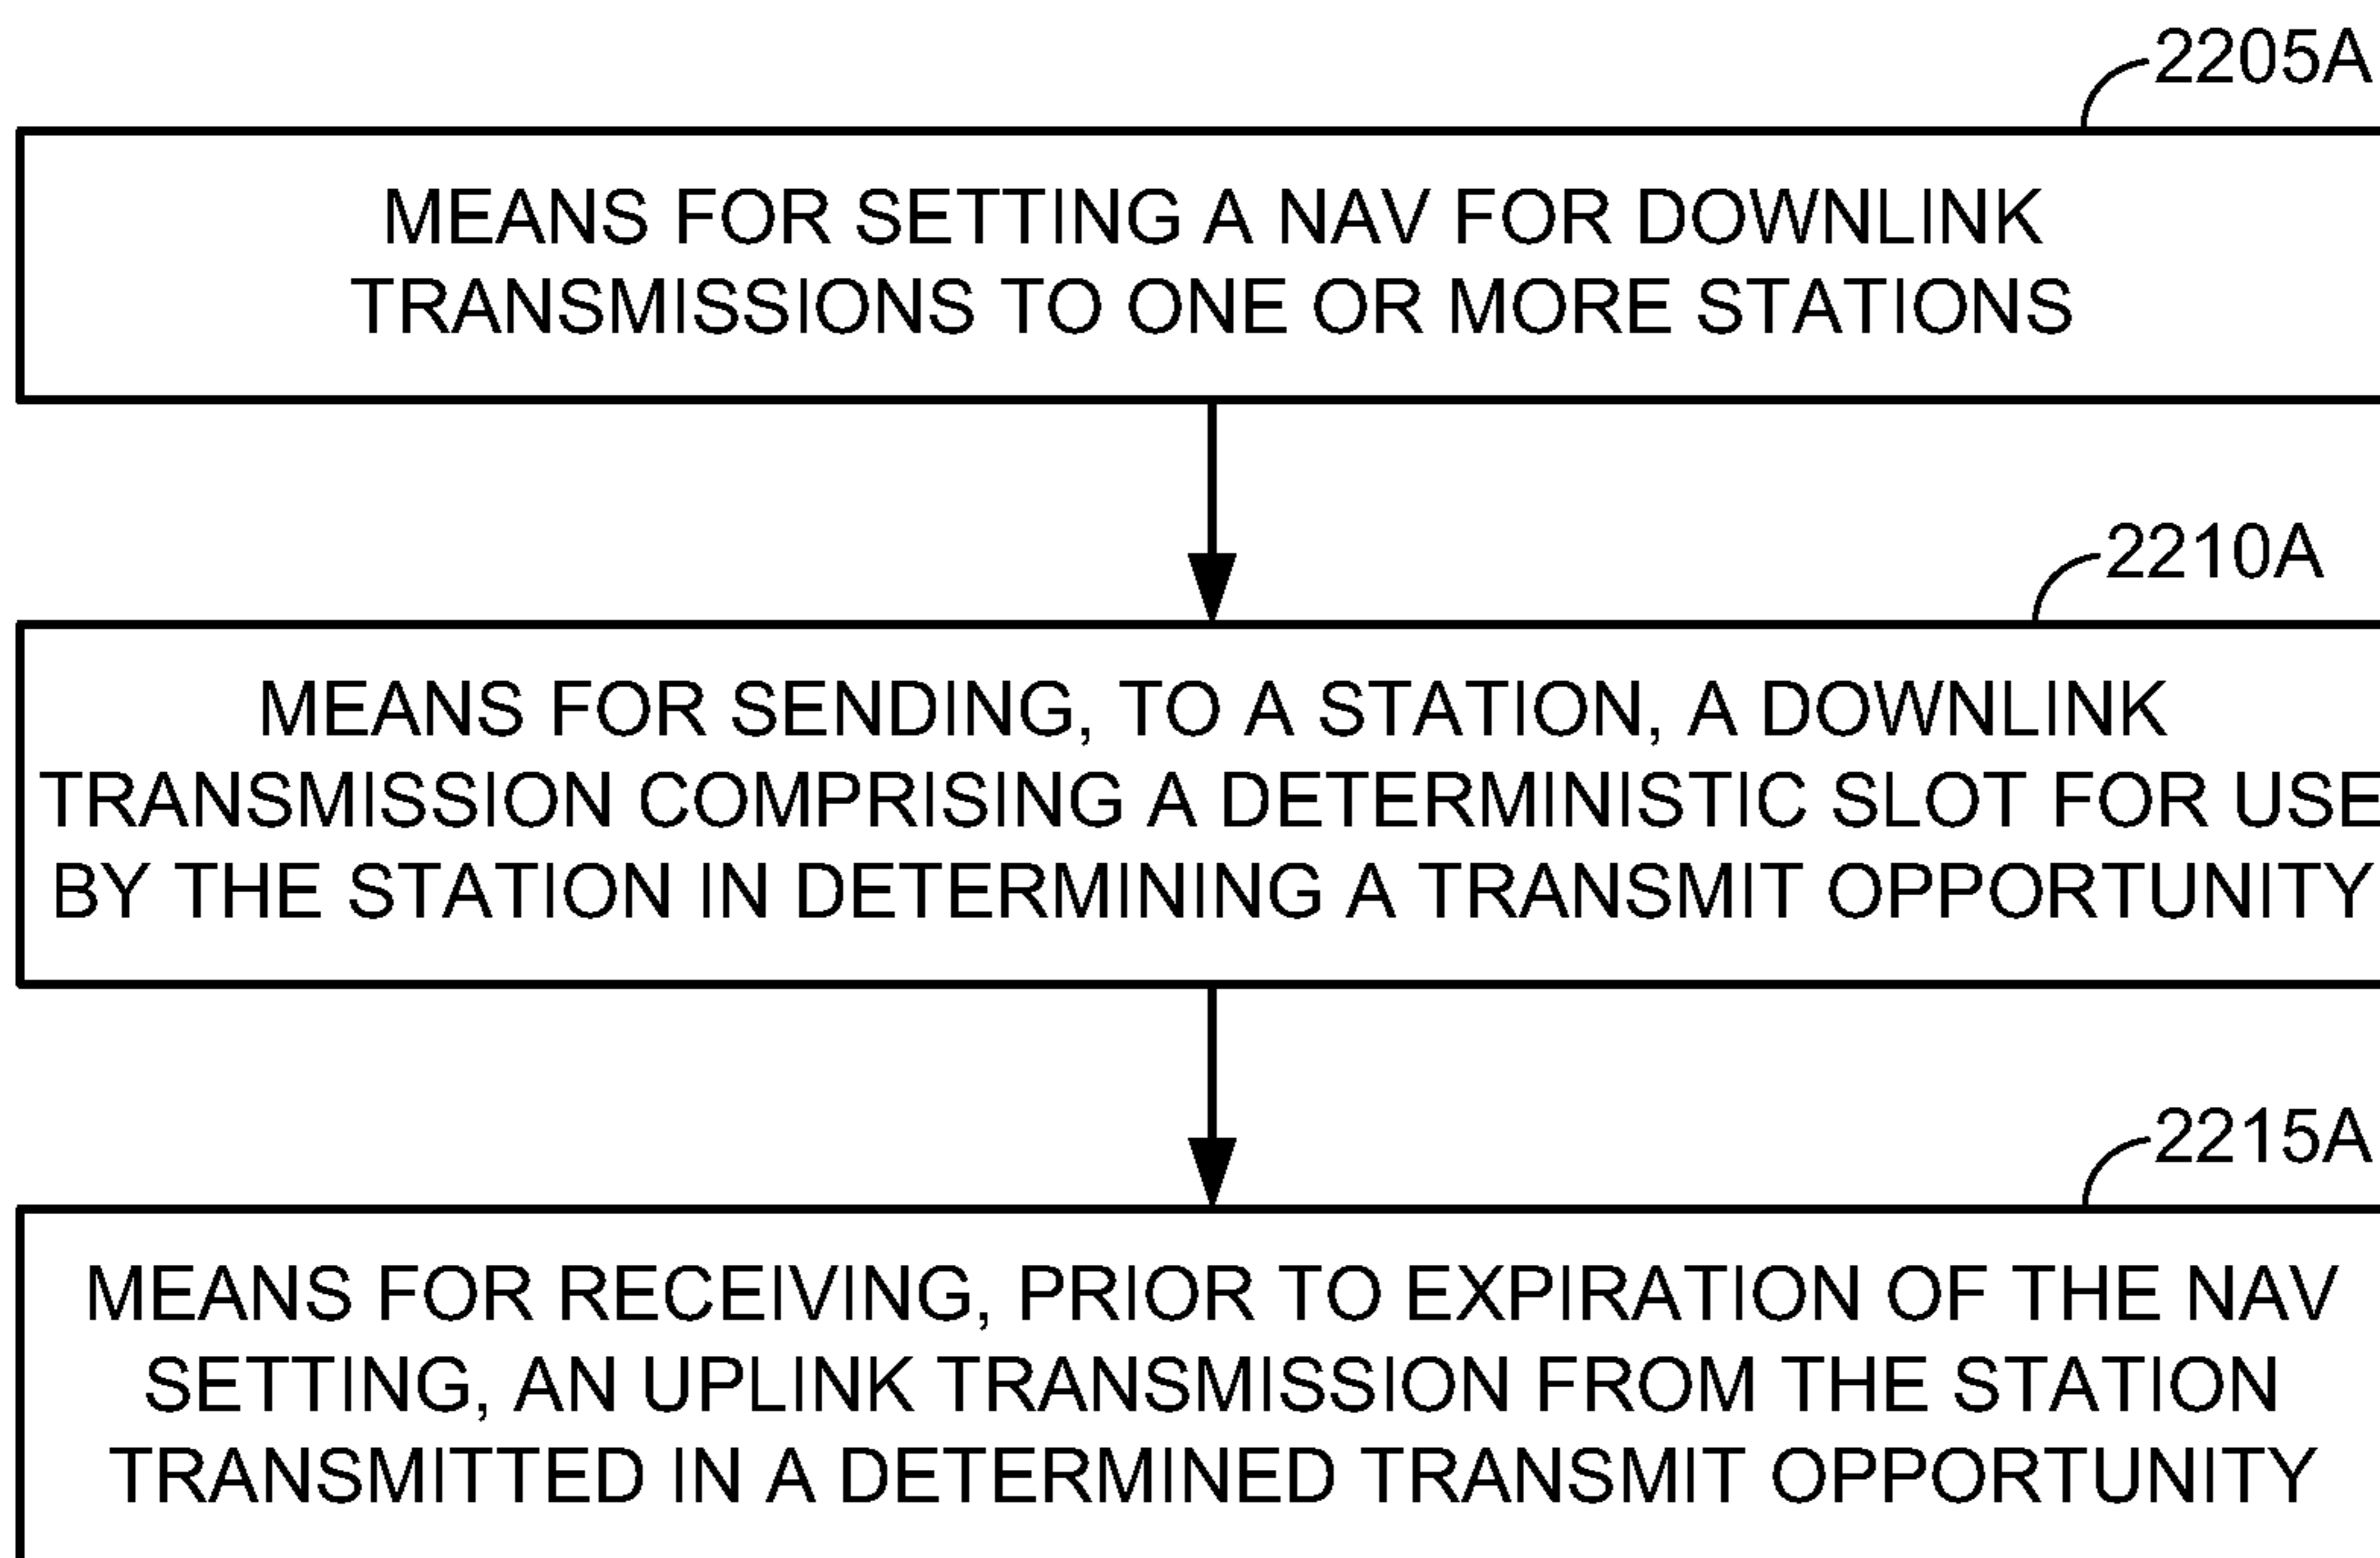 2205A
MEANS FOR SETTING A NAV FOR DOWNLINK
TRANSMISSIONS TO ONE OR MORE STATIONS
2210A
MEANS FOR SENDING, TO A STATION, A DOWNLINK
TRANSMISSION COMPRISING A DETERMINISTIC SLOT FOR USE
BY THE STATION IN DETERMINING A TRANSMIT OPPORTUNITY
2215A
MEANS FOR RECEIVING, PRIOR TO EXPIRATION OF THE NAV
SETTING, AN UPLINK TRANSMISSION FROM THE STATION
TRANSMITTED IN A DETERMINED TRANSMIT OPPORTUNITY